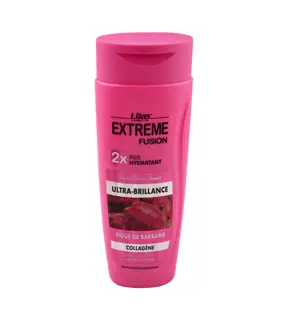 Lilas
EXTREME
FUSION
2x PLUS
HYDRATANT
ULTRA-BRILLANCE
FIGUE DE BARBARIE
COLLAGÈNE